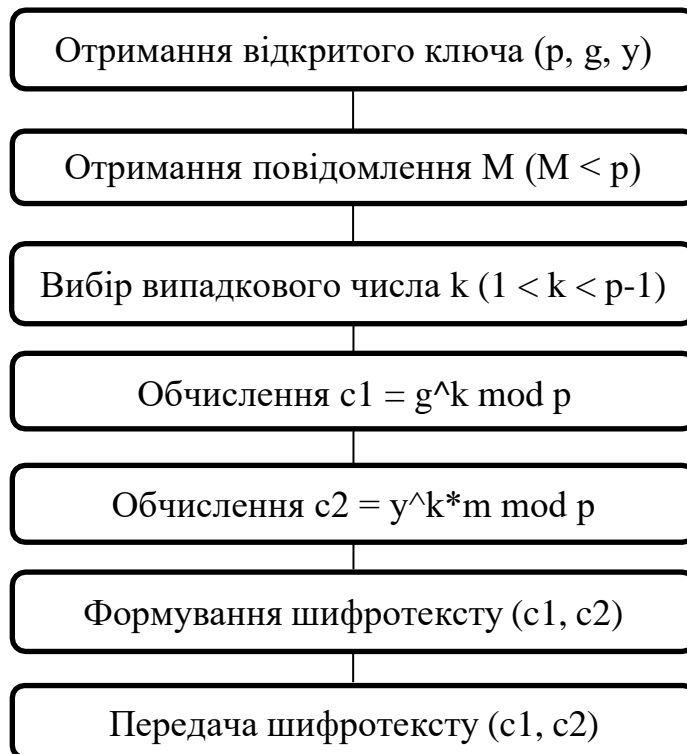 Отримання відкритого ключа (p, g, y)
Отримання повідомлення M (M < p)
Вибір випадкового числа k (1 < k < p-1)
Обчислення c1 = g^k mod p
Обчислення c2 = y^k*m mod p
Формування шифротексту (c1, c2)
Передача шифротексту (c1, c2)